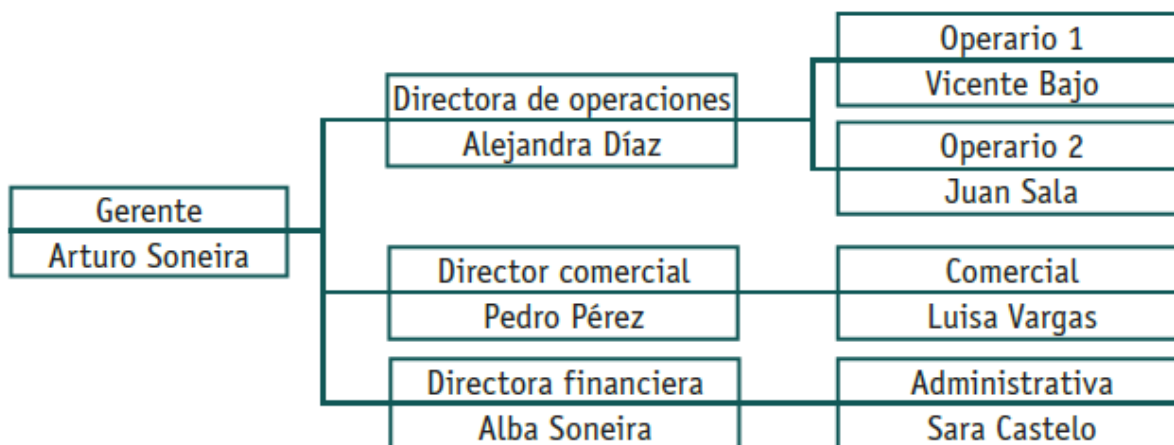 Gerente
Arturo Soneira
Directora de operaciones
Alejandra Díaz
Operario 1
Vicente Bajo
Operario 2
Juan Sala
Director comercial
Pedro Pérez
Comercial
Luisa Vargas
Directora financiera
Alba Soneira
Administrativa
Sara Castelo